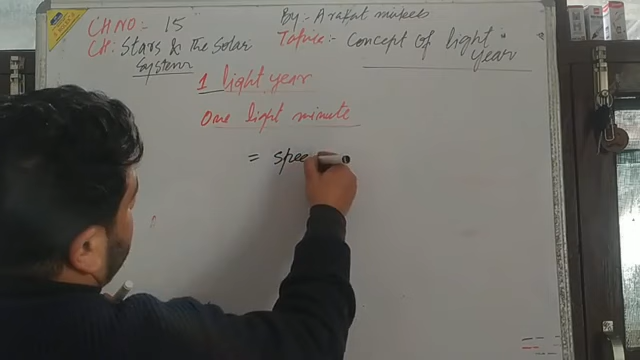 CH NO:- 15
By:- Arafat
CH: Stars & The Solar System
Topic:- Concept of light year
1 light year
One light minute
= spee